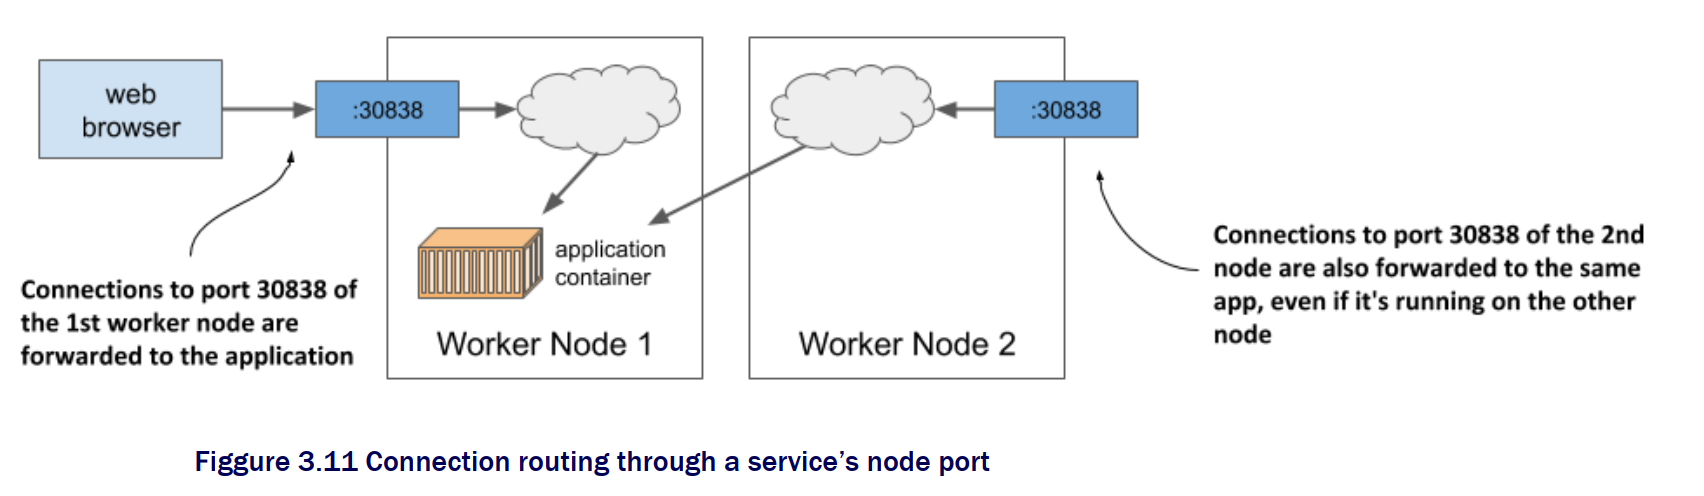 web
browser
:30838
:30838
application
container
Worker Node 1
Worker Node 2
Connections to port 30838 of
the 1st worker node are
forwarded to the application
Connections to port 30838 of the 2nd
node are also forwarded to the same
app, even if it's running on the other
node
Figgure 3.11 Connection routing through a service’s node port